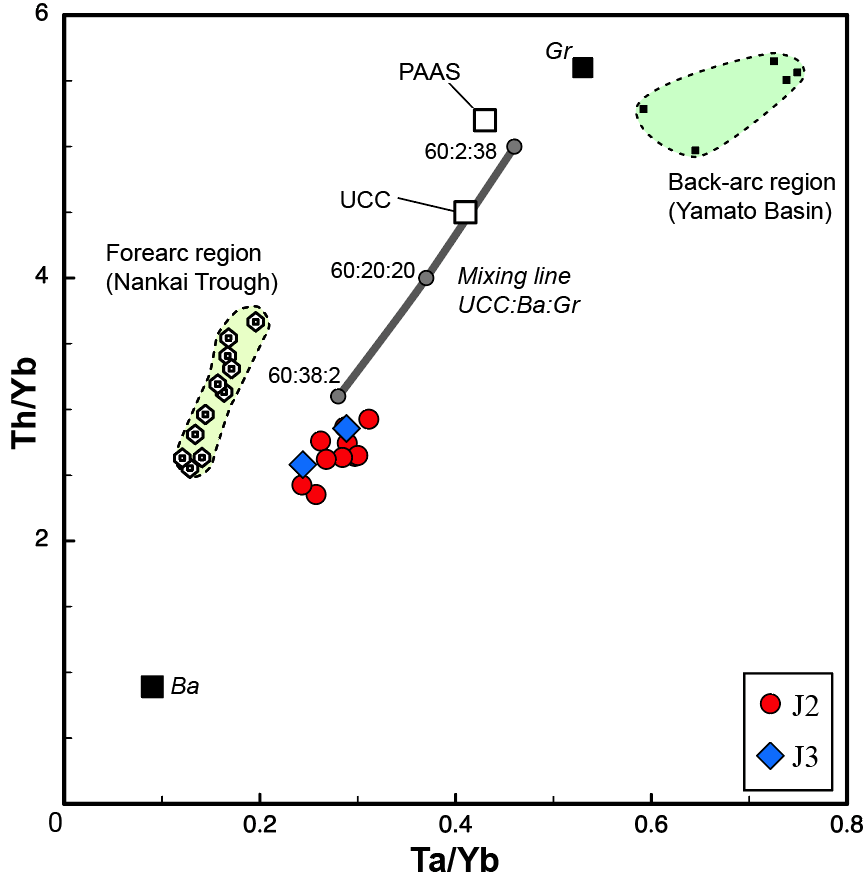 6
Gr
PAAS
60:2:38
Back-arc region
(Yamato Basin)
UCC
Forearc region
(Nankai Trough)
4
60:20:20
Mixing line
UCC:Ba:Gr
60:38:2
Th/Yb
2
Ba
J2
J3
0
0.2
0.4
0.6
0.8
Ta/Yb